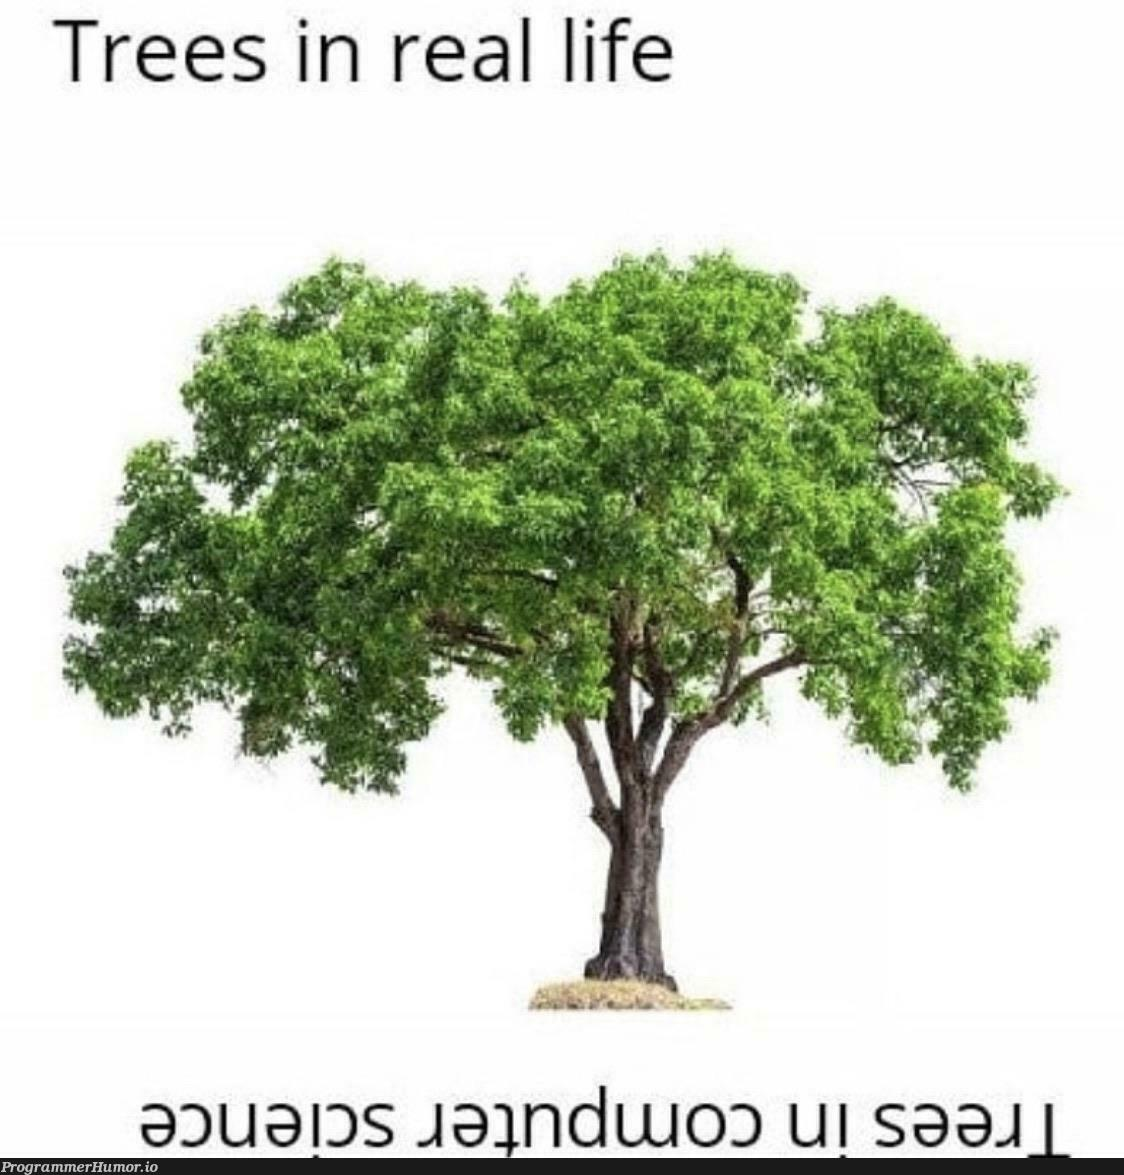 Trees in real life
Trees in computer science
ProgrammerHumor.io